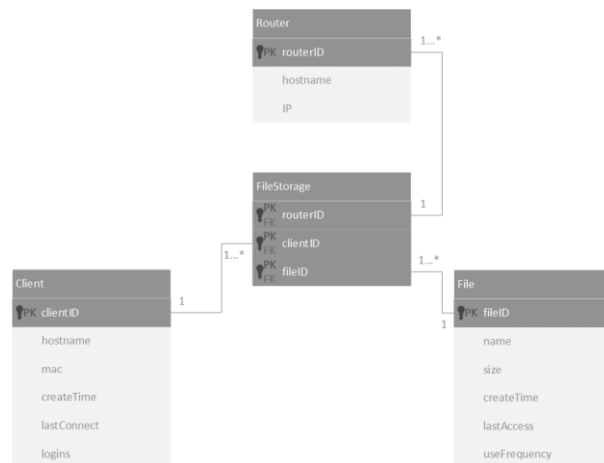 Router
PK routerID
1...*
hostname
IP
FileStorage
PK
FK routerID
1
PK
FK clientID
1...*
PK
FK fileID
1...*
Client
1
PK clientID
hostname
mac
createTime
lastConnect
logins
File
1
PK fileID
name
size
createTime
lastAccess
useFrequency